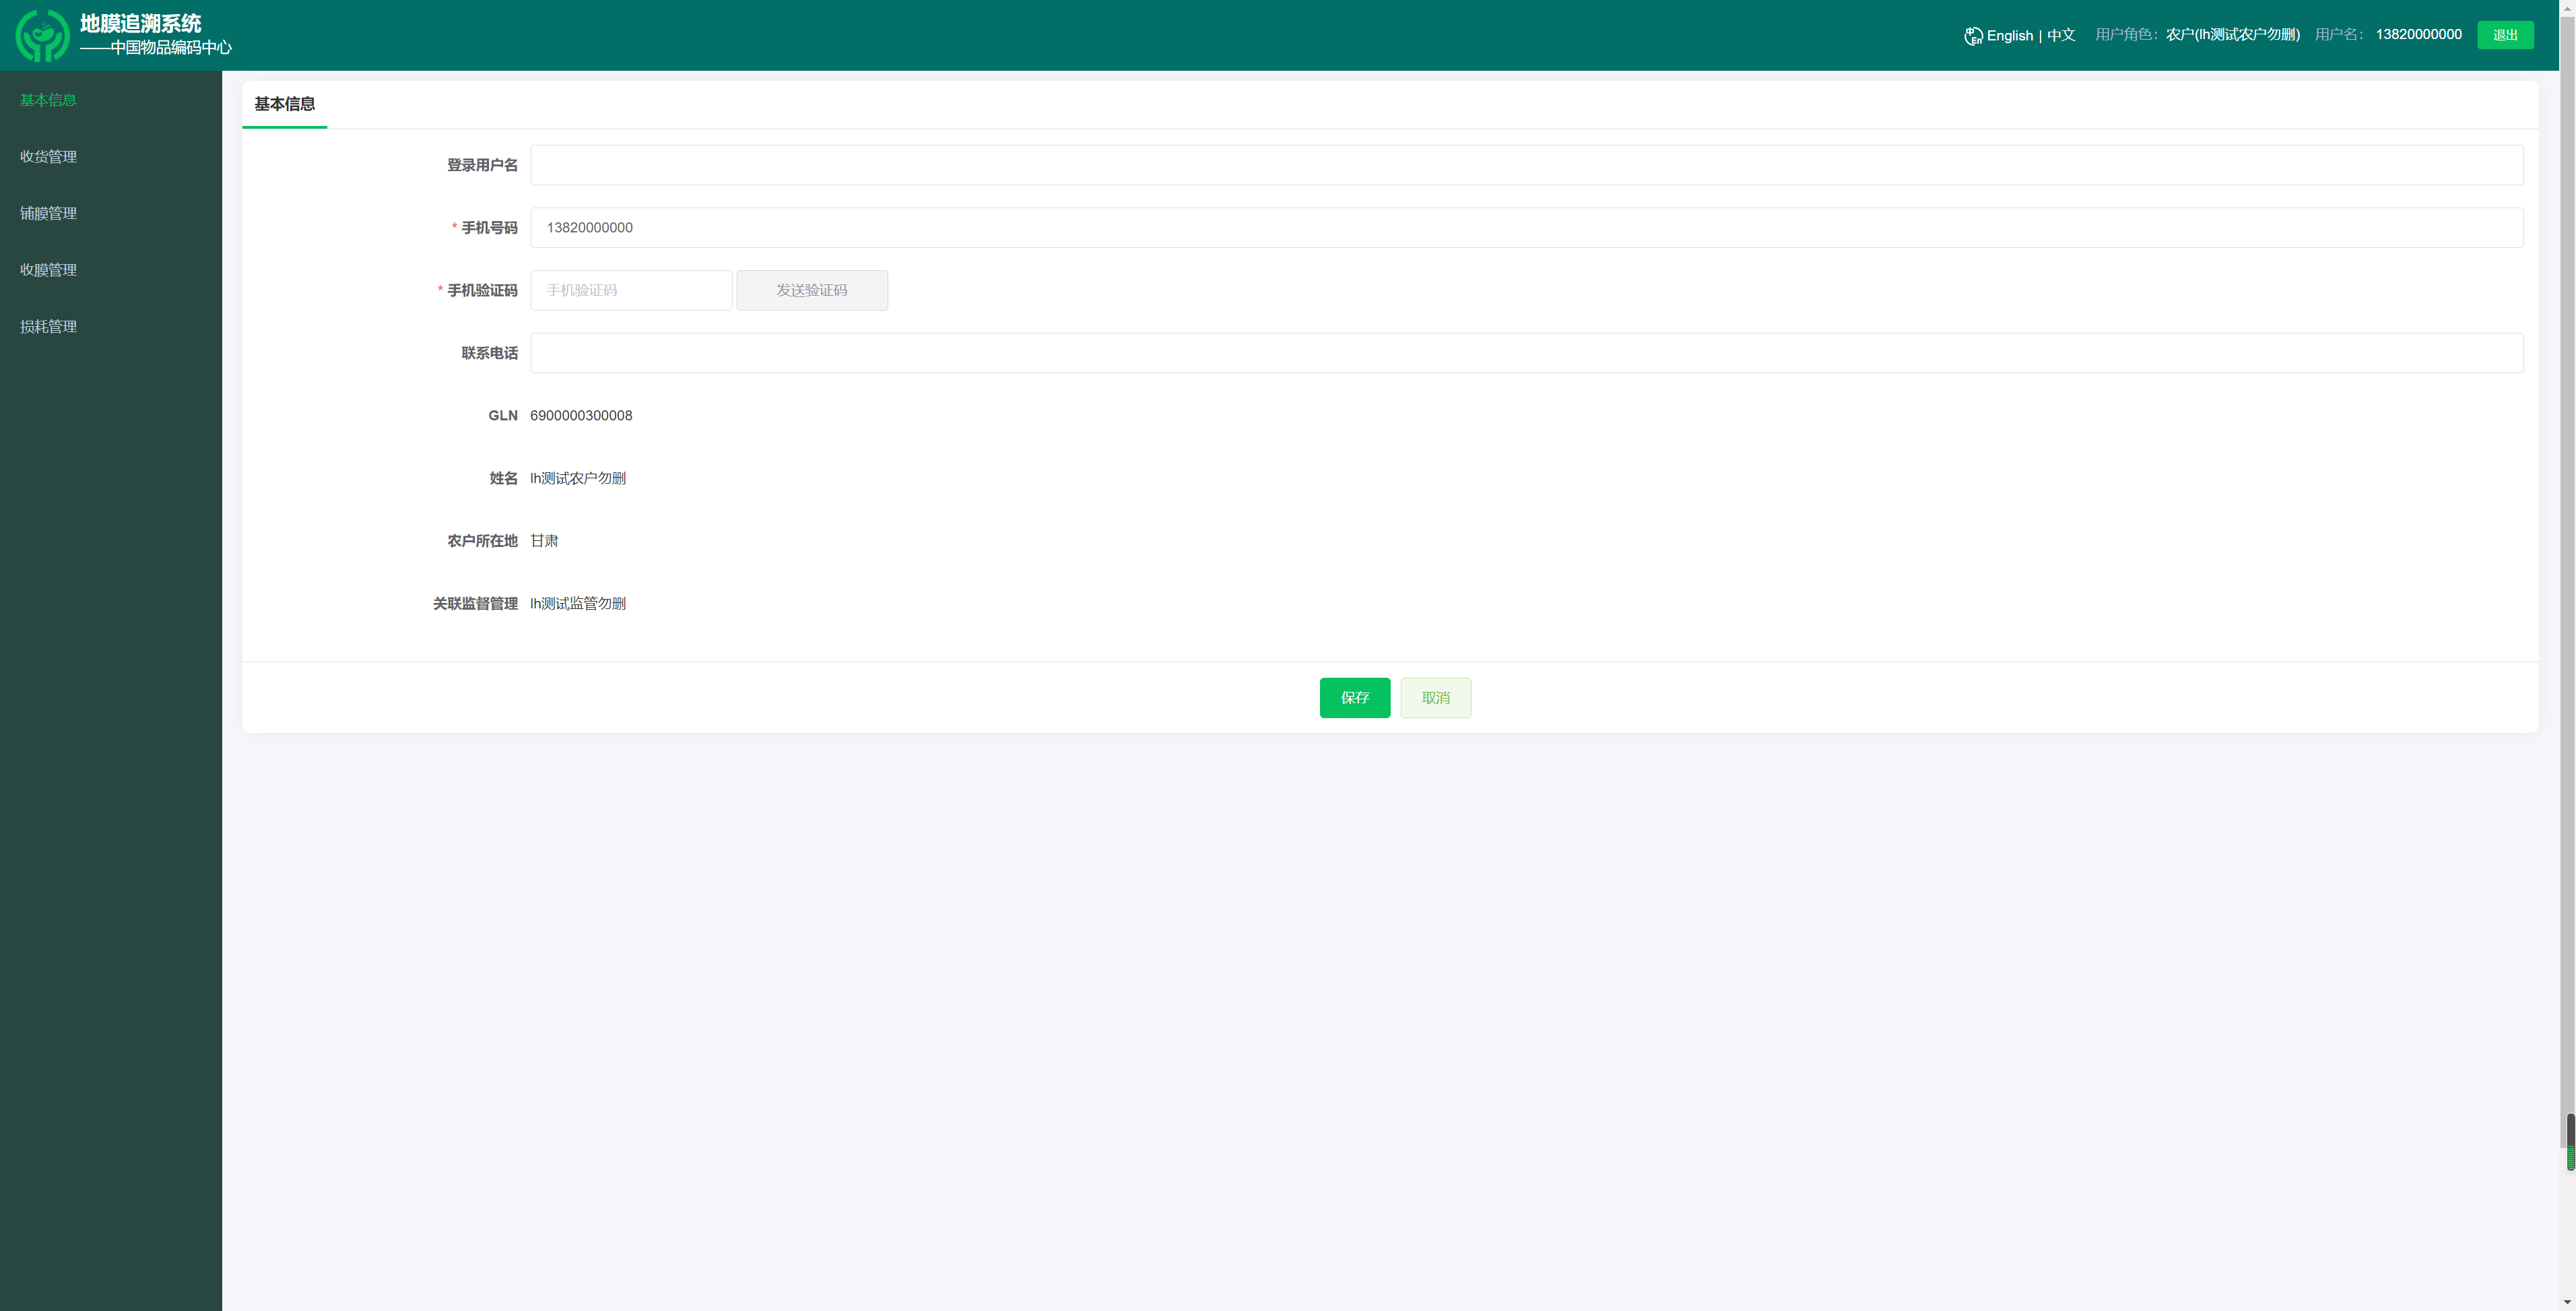 地膜追溯系统
——中国物品编码中心
English | 中文 用户角色： 农户(lh测试农户勿删) 用户名： 13820000000 退出
基本信息
收货管理
铺膜管理
收膜管理
损耗管理
基本信息
登录用户名
* 手机号码 13820000000
* 手机验证码 手机验证码 发送验证码
联系电话
GLN 6900000300008
姓名 lh测试农户勿删
农户所在地 甘肃
关联监督管理 lh测试监管勿删
保存 取消